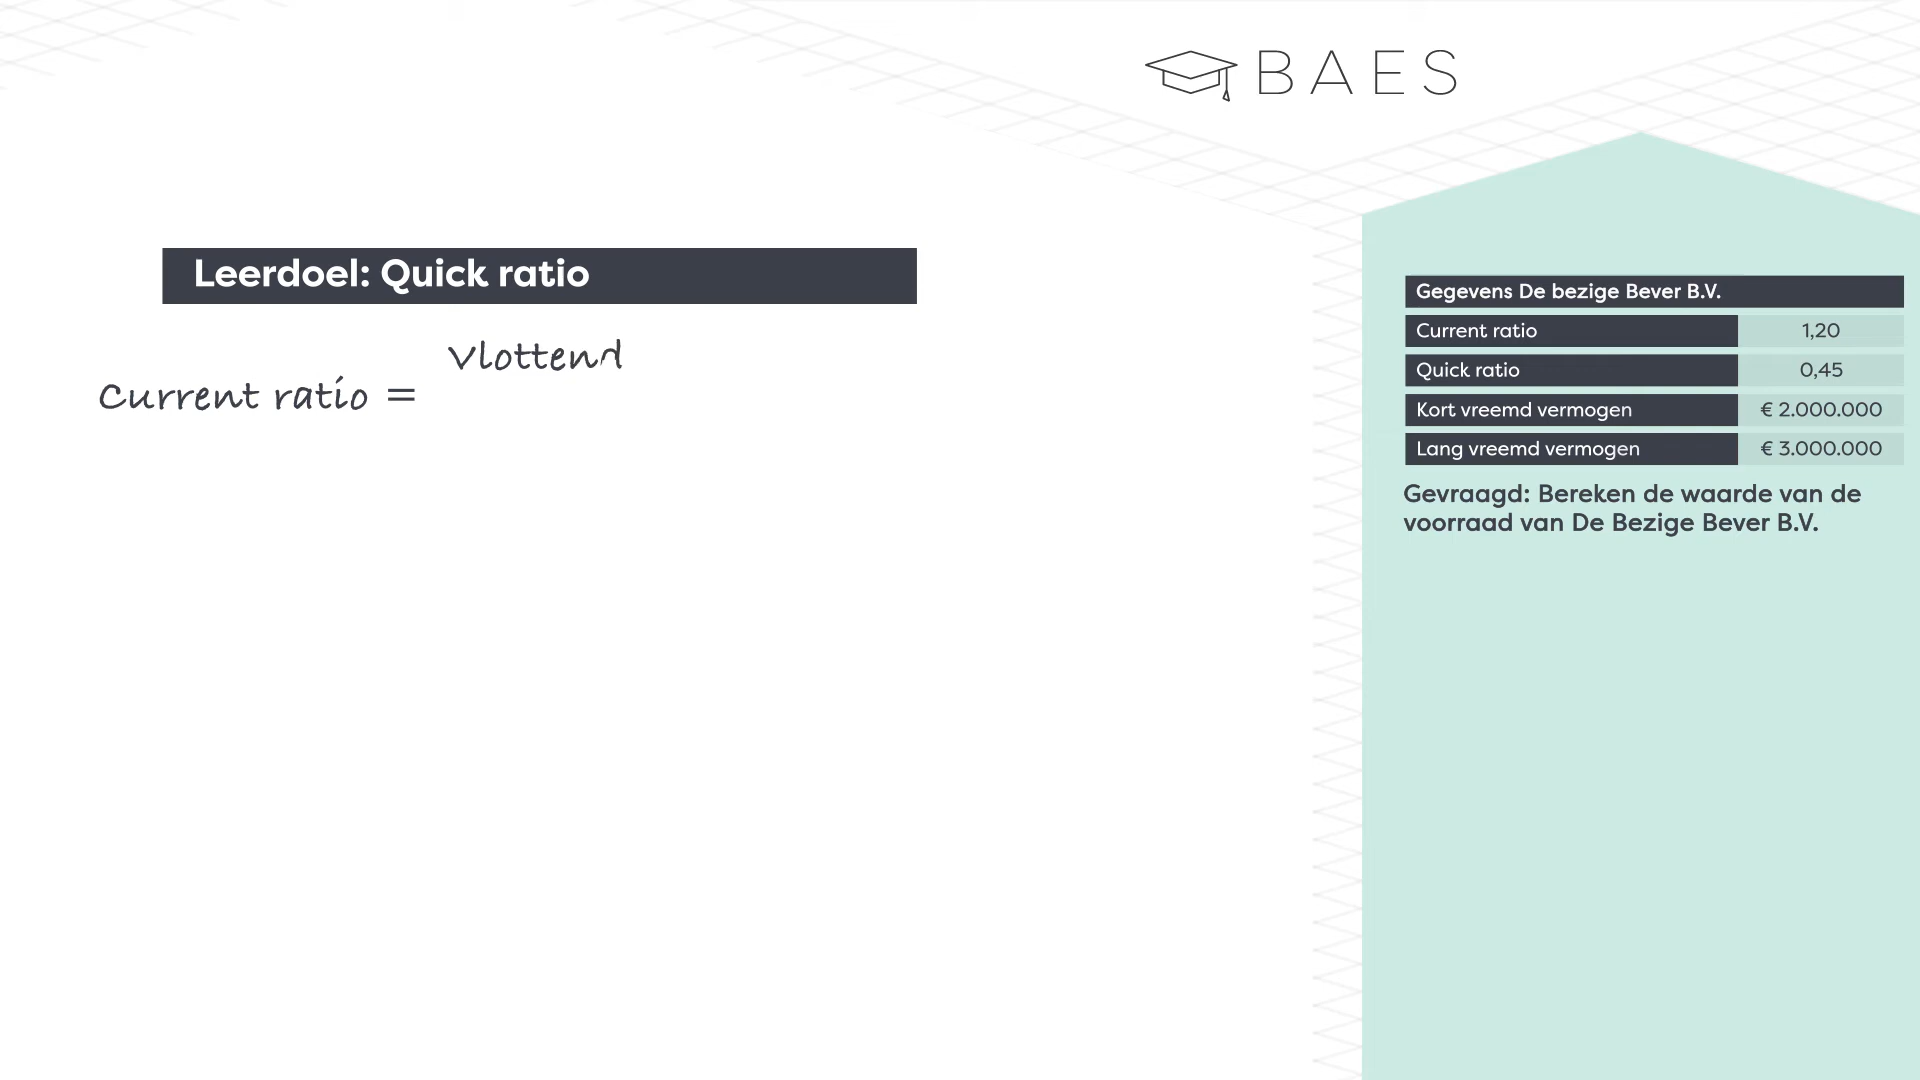 BAES
Leerdoel: Quick ratio
Vlottend
Current ratio =
Gegevens De bezige Bever B.V.
Current ratio 1,20
Quick ratio 0,45
Kort vreemd vermogen € 2.000.000
Lang vreemd vermogen € 3.000.000
Gevraagd: Bereken de waarde van de
voorraad van De Bezige Bever B.V.